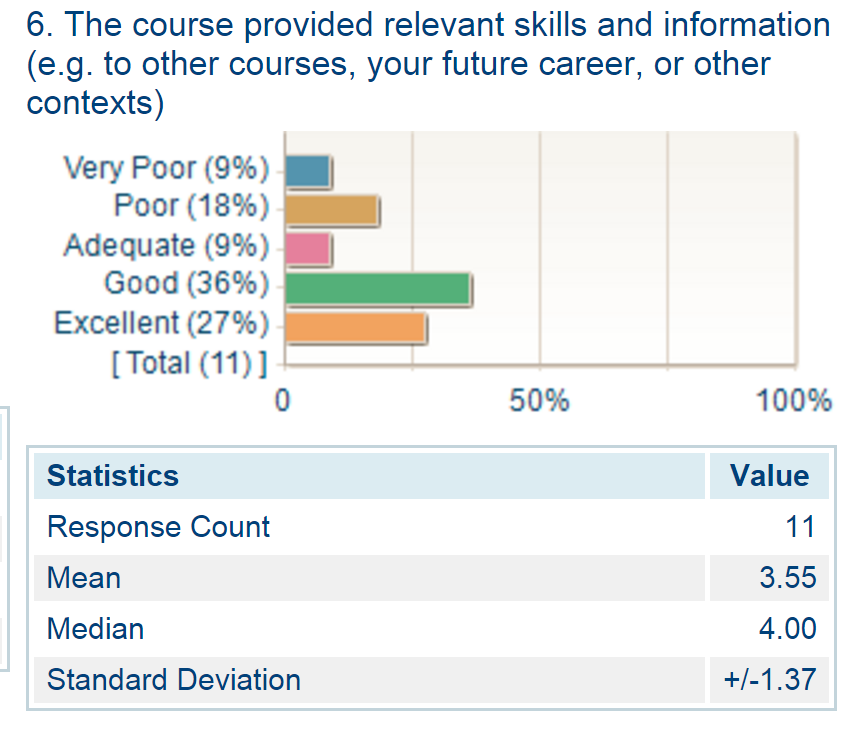 6. The course provided relevant skills and information
(e.g. to other courses, your future career, or other
contexts)
Very Poor (9%)
Poor (18%)
Adequate (9%)
Good (36%)
Excellent (27%)
[ Total (11) ]
0 50% 100%
Statistics Value
Response Count 11
Mean 3.55
Median 4.00
Standard Deviation +/-1.37